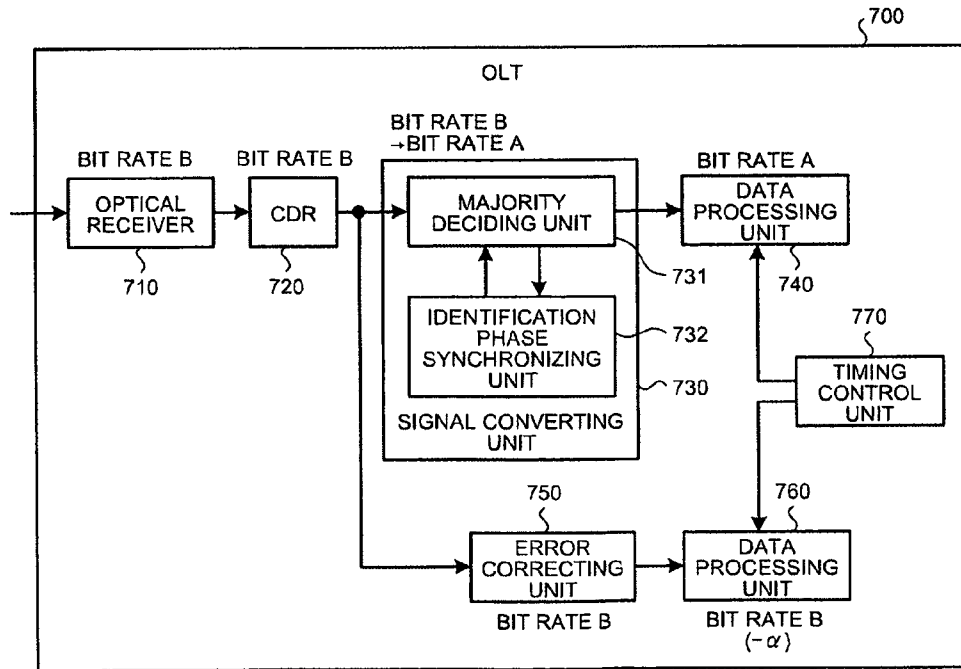 700
OLT
BIT RATE B
OPTICAL
RECEIVER
710
BIT RATE B
CDR
720
BIT RATE B
→BIT RATE A
MAJORITY
DECIDING UNIT
731
IDENTIFICATION
PHASE
SYNCHRONIZING
UNIT
732
730
SIGNAL CONVERTING
UNIT
BIT RATE A
DATA
PROCESSING
UNIT
740
770
TIMING
CONTROL
UNIT
750
ERROR
CORRECTING
UNIT
BIT RATE B
760
DATA
PROCESSING
UNIT
BIT RATE B
(-α)